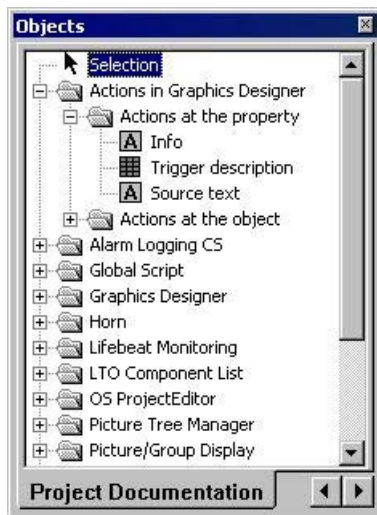 Objects
Selection
Actions in Graphics Designer
Actions at the property
A Info
Trigger description
A Source text
Actions at the object
Alarm Logging CS
Global Script
Graphics Designer
Horn
Lifebeat Monitoring
LTO Component List
OS ProjectEditor
Picture Tree Manager
Picture/Group Display
Project Documentation